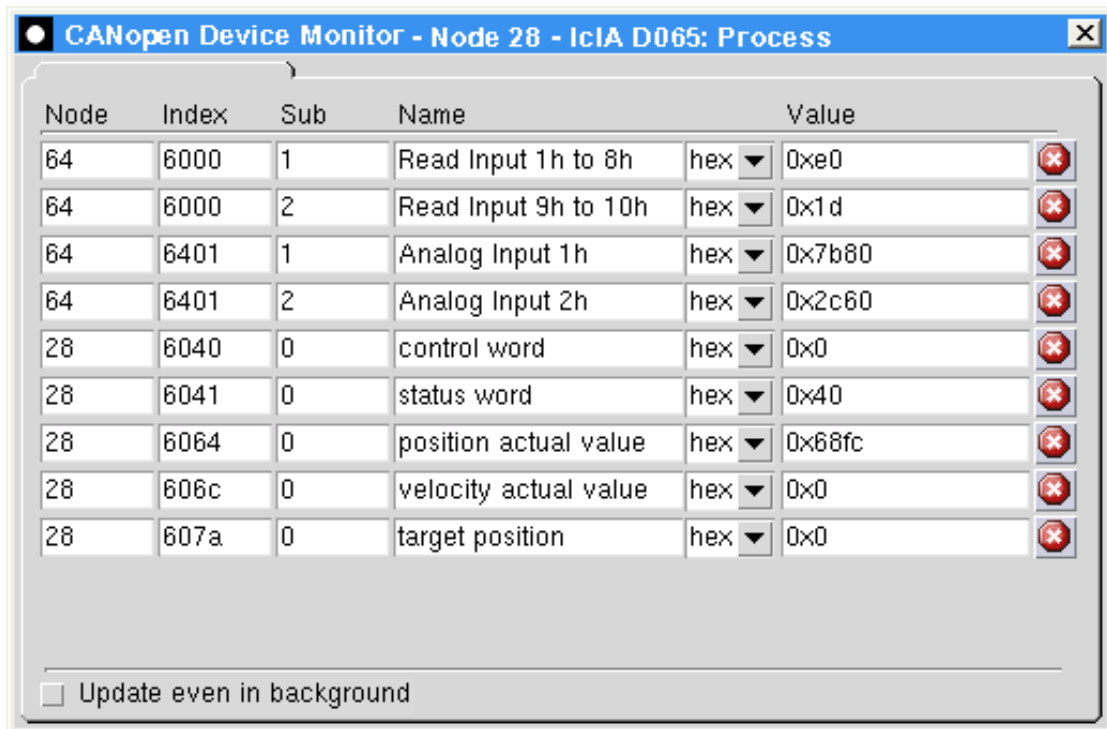 CANopen Device Monitor - Node 28 - IclA D065: Process
Node Index Sub Name Value
64 6000 1 Read Input 1h to 8h hex 0xe0
64 6000 2 Read Input 9h to 10h hex 0x1d
64 6401 1 Analog Input 1h hex 0x7b80
64 6401 2 Analog Input 2h hex 0x2c60
28 6040 0 control word hex 0x0
28 6041 0 status word hex 0x40
28 6064 0 position actual value hex 0x68fc
28 606c 0 velocity actual value hex 0x0
28 607a 0 target position hex 0x0
Update even in background